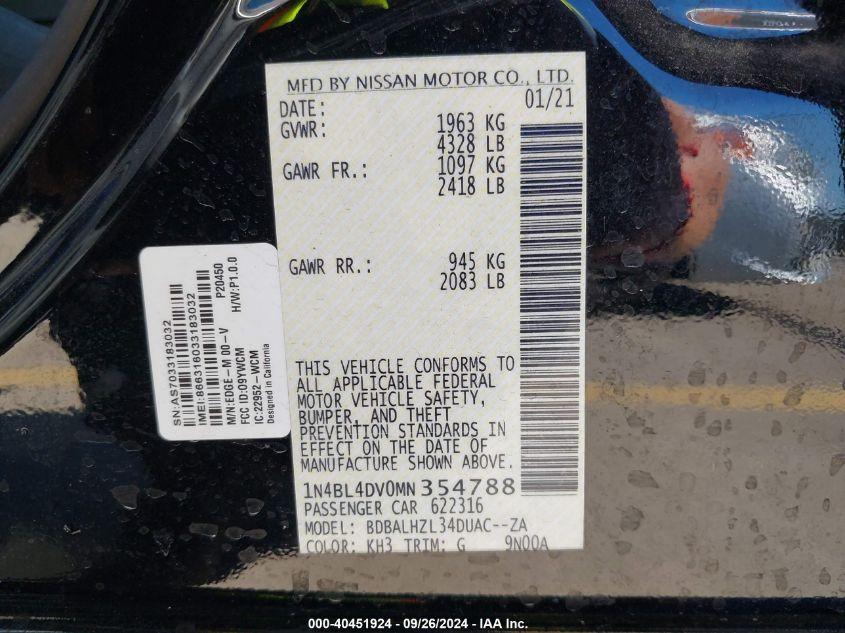 MFD BY NISSAN MOTOR CO., LTD.
DATE: 01/21
GVWR: 1963 KG
4328 LB
GAWR FR.: 1097 KG
2418 LB
GAWR RR.: 945 KG
2083 LB
THIS VEHICLE CONFORMS TO
ALL APPLICABLE FEDERAL
MOTOR VEHICLE SAFETY,
BUMPER, AND THEFT
PREVENTION STANDARDS IN
EFFECT ON THE DATE OF
MANUFACTURE SHOWN ABOVE.
1N4BL4DV0MN354788
PASSENGER CAR 622316
MODEL: BDBALHZL34DUAC--ZA
COLOR: KH3 TRIM: G 9N00A
SN:AS7033183032
IMEI:866316033183032
M/N:EDGE-M 00-V P20450
FCC ID:O9YWCM H/W:P1.0.0
IC:22952-WCM
Designed in California
000-40451924 - 09/26/2024 - IAA Inc.